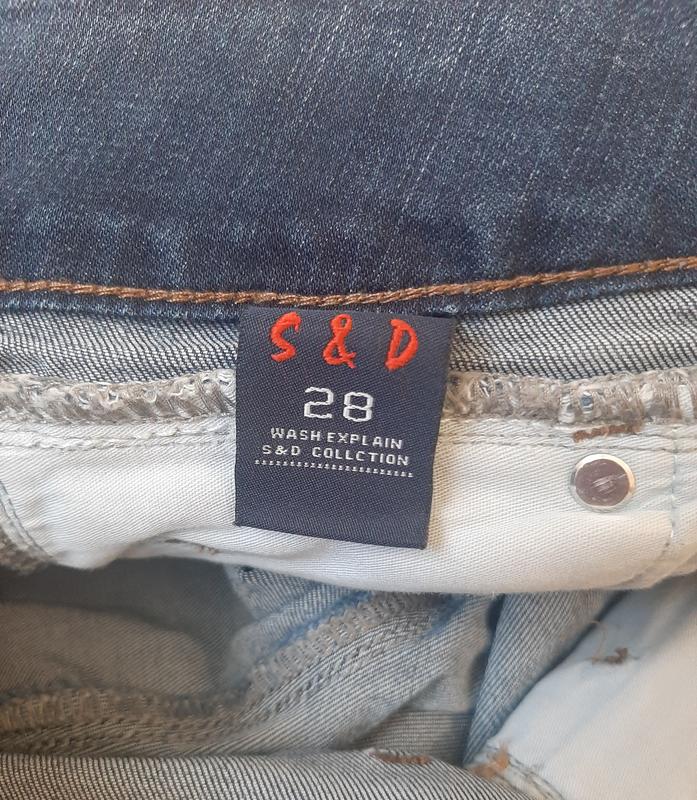 S & D
28
WASH EXPLAIN
S&D COLLCTION